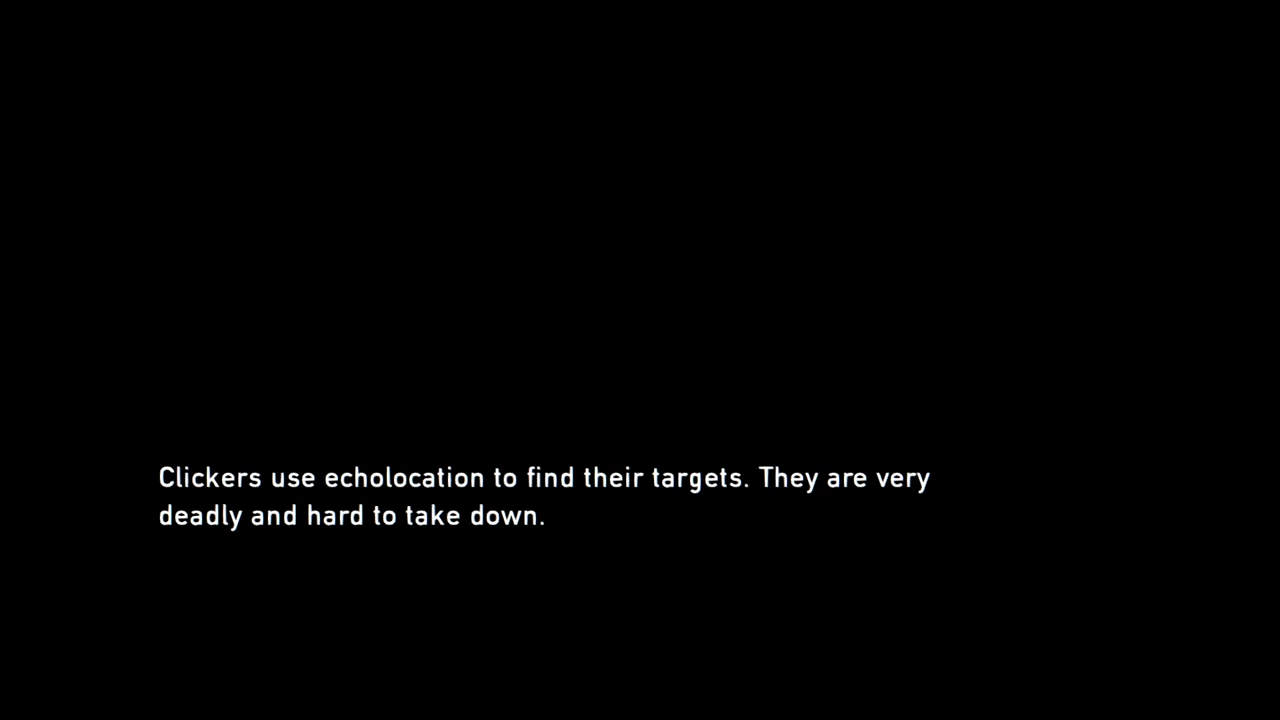 Clickers use echolocation to find their targets. They are very
deadly and hard to take down.